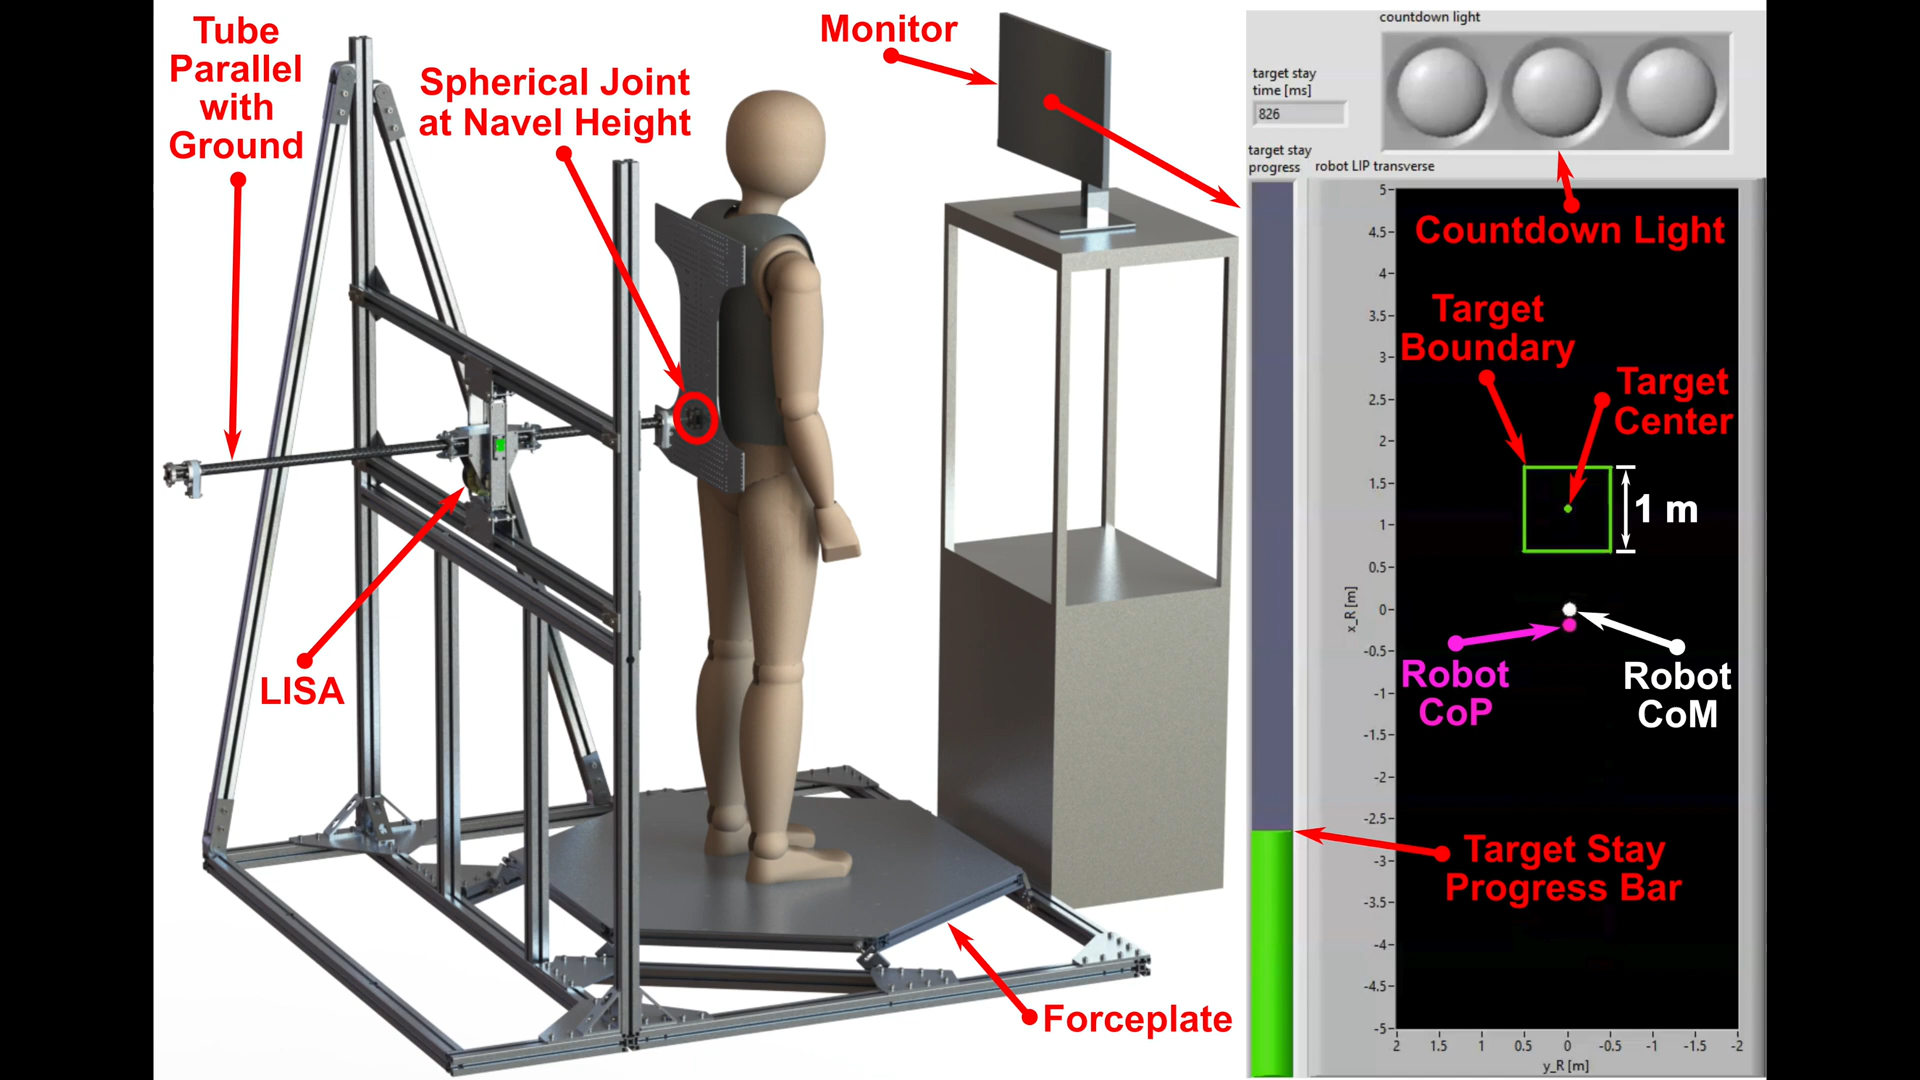 Tube
Parallel
with
Ground
Spherical Joint
at Navel Height
Monitor
LISA
Forceplate
countdown light
target stay
time [ms]
826
target stay
progress
robot LIP transverse
Countdown Light
Target
Boundary
Target
Center
1 m
Robot
CoP
Robot
CoM
Target Stay
Progress Bar
x_R [m]
5
4.5
4
3.5
3
2.5
2
1.5
1
0.5
0
-0.5
-1
-1.5
-2
-2.5
-3
-3.5
-4
-4.5
-5
2 1.5 1 0.5 0 -0.5 -1 -1.5 -2
y_R [m]